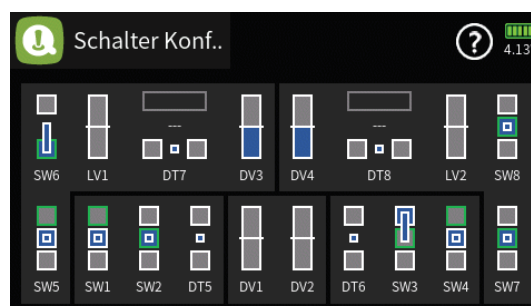 Schalter Konf..
?
4.13
--- ---
SW6 LV1 DT7 DV3 DV4 DT8 LV2 SW8
SW5 SW1 SW2 DT5 DV1 DV2 DT6 SW3 SW4 SW7